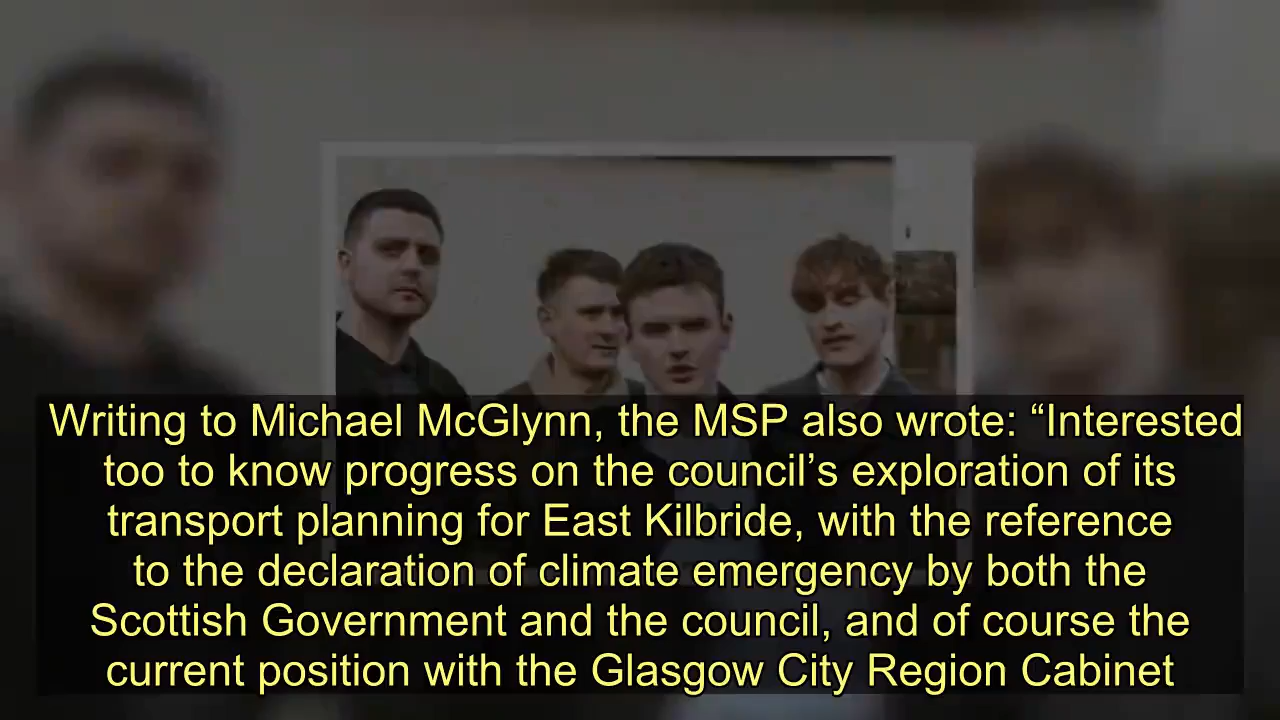 Writing to Michael McGlynn, the MSP also wrote: “Interested
too to know progress on the council’s exploration of its
transport planning for East Kilbride, with the reference
to the declaration of climate emergency by both the
Scottish Government and the council, and of course the
current position with the Glasgow City Region Cabinet